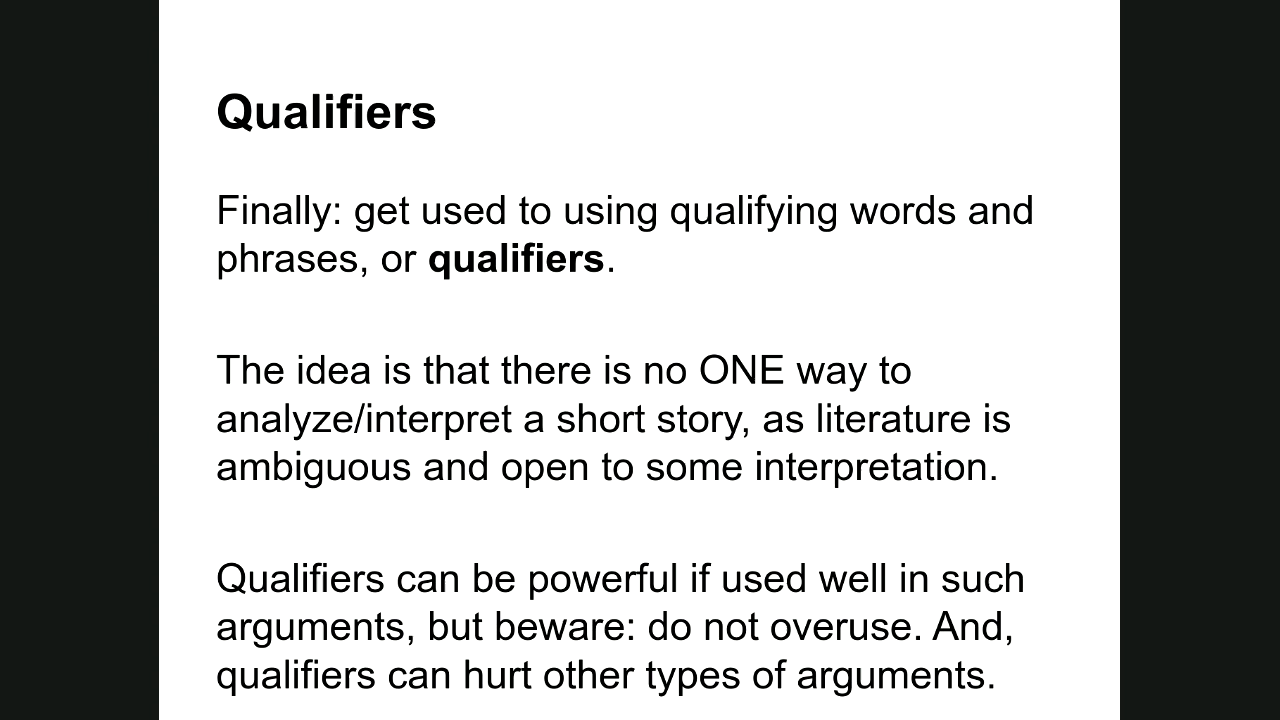 Qualifiers
Finally: get used to using qualifying words and
phrases, or qualifiers.
The idea is that there is no ONE way to
analyze/interpret a short story, as literature is
ambiguous and open to some interpretation.
Qualifiers can be powerful if used well in such
arguments, but beware: do not overuse. And,
qualifiers can hurt other types of arguments.